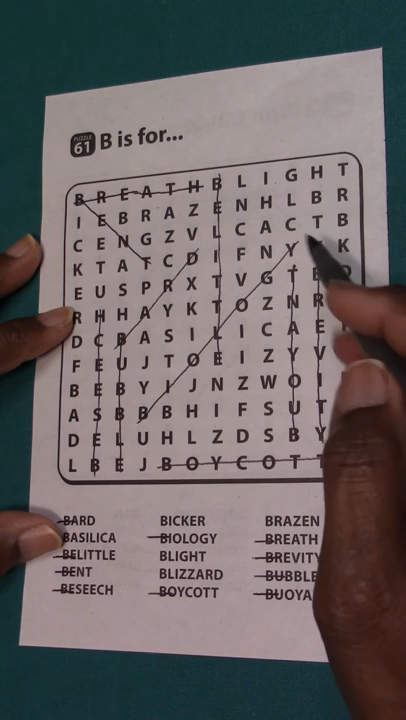 PUZZLE
61 B is for...
B R E A T H B L I G H T
I E B R A Z E N H L B R
C E N G Z V L C A C T B
K T A T C D I F N Y K
E U S P R X T V G T E D
R H H A Y K T O Z N R
D C B A S I L I C A E
F E U J T O E I Z Y V
B E B Y I J N Z W O I
A S B B B H I F S U T
D E L U H L Z D S B Y
L B E J B O Y C O T T
BARD BICKER BRAZEN
BASILICA BIOLOGY BREATH
BELITTLE BLIGHT BREVITY
BENT BLIZZARD BUBBLE
BESEECH BOYCOTT BUOYA